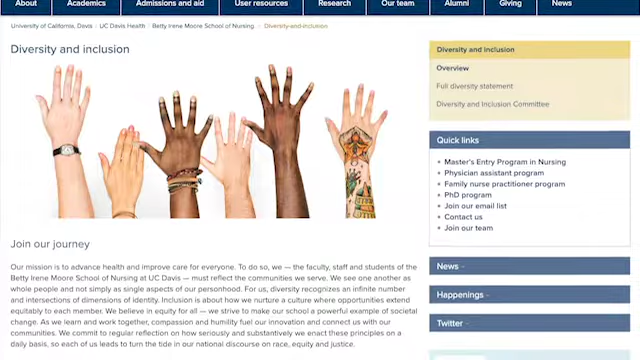 About Academics Admissions and aid User resources Research Our team Alumni Giving News
University of California, Davis > UC Davis Health > Betty Irene Moore School of Nursing > Diversity-and-inclusion
Diversity and inclusion
Join our journey
Our mission is to advance health and improve care for everyone. To do so, we — the faculty, staff and students of the
Betty Irene Moore School of Nursing at UC Davis — must reflect the communities we serve. We see one another as
whole people and not simply as single aspects of our personhood. For us, diversity recognizes an infinite number
and intersections of dimensions of identity. Inclusion is about how we nurture a culture where opportunities extend
equitably to each member. We believe in equity for all — we strive to make our school a powerful example of societal
change. As we learn and work together, compassion and humility fuel our innovation and connect us with our
communities. We commit to regular reflection on how seriously and substantively we enact these principles on a
daily basis, so each of us leads to turn the tide in our national discourse on race, equity and justice.
Diversity and inclusion
Overview
Full diversity statement
Diversity and Inclusion Committee
Quick links
• Master's Entry Program in Nursing
• Physician assistant program
• Family nurse practitioner program
• PhD program
• Join our email list
• Contact us
• Join our team
News
Happenings
Twitter